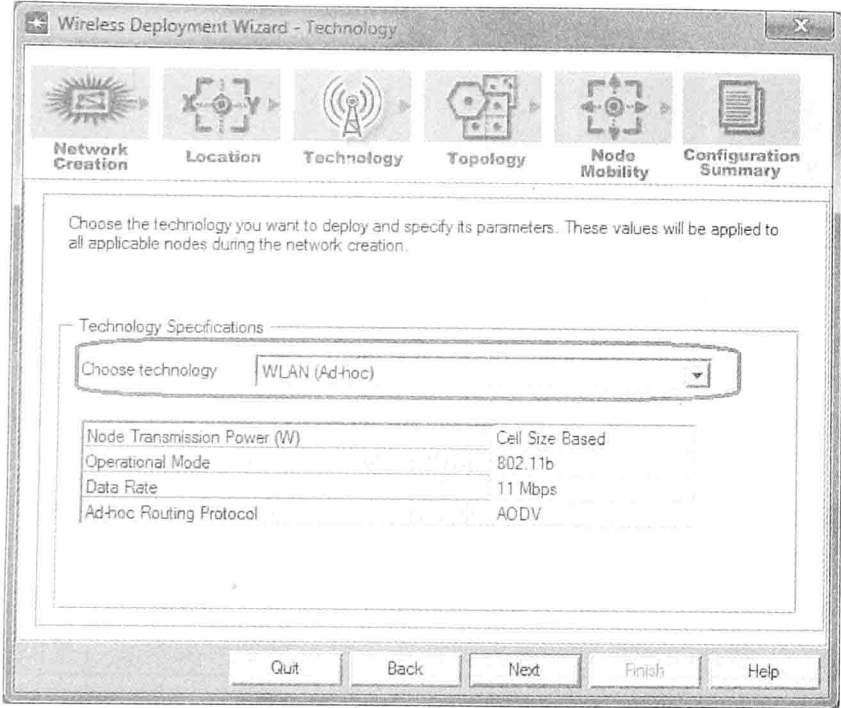 Wireless Deployment Wizard - Technology
Network Creation
Location
Technology
Topology
Node Mobility
Configuration Summary
Choose the technology you want to deploy and specify its parameters. These values will be applied to
all applicable nodes during the network creation.
Technology Specifications
Choose technology WLAN (Ad-hoc)
Node Transmission Power (W) Cell Size Based
Operational Mode 802.11b
Data Rate 11 Mbps
Ad-hoc Routing Protocol AODV
Quit Back Next Finish Help